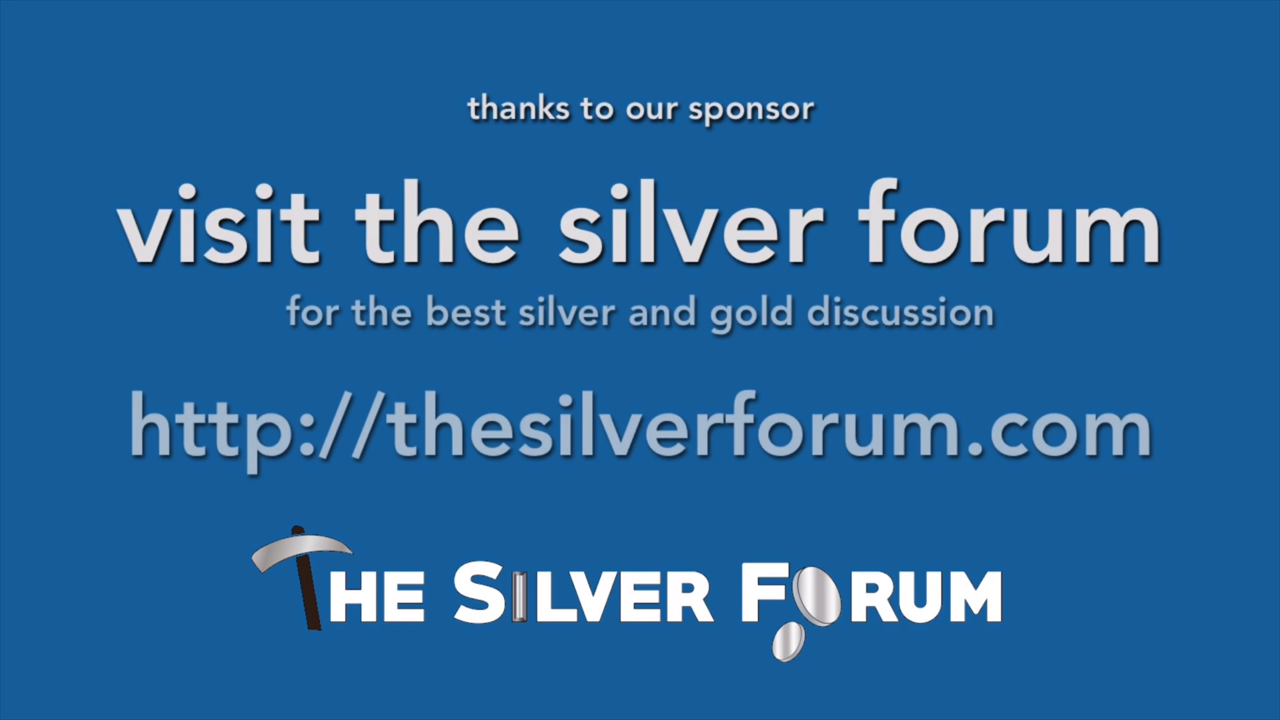 thanks to our sponsor
visit the silver forum
for the best silver and gold discussion
http://thesilverforum.com
THE SILVER FORUM